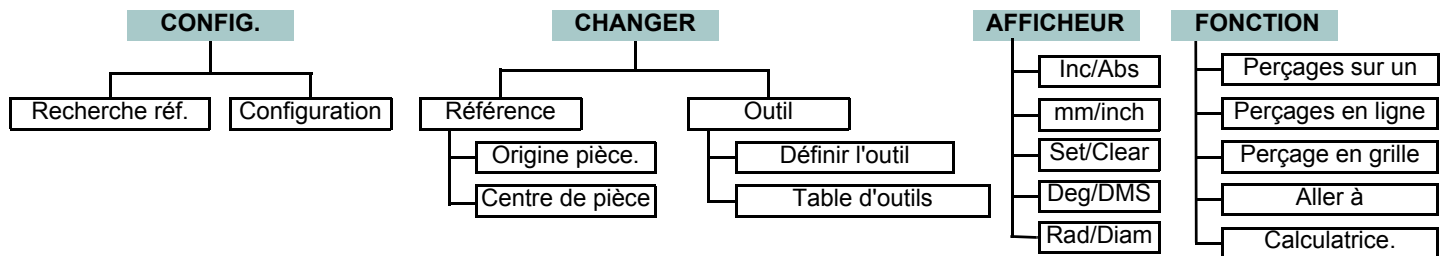 CONFIG.
Recherche réf.
Configuration
CHANGER
Référence
Origine pièce.
Centre de pièce
Outil
Définir l'outil
Table d'outils
AFFICHEUR
Inc/Abs
mm/inch
Set/Clear
Deg/DMS
Rad/Diam
FONCTION
Perçages sur un
Perçages en ligne
Perçage en grille
Aller à
Calculatrice.